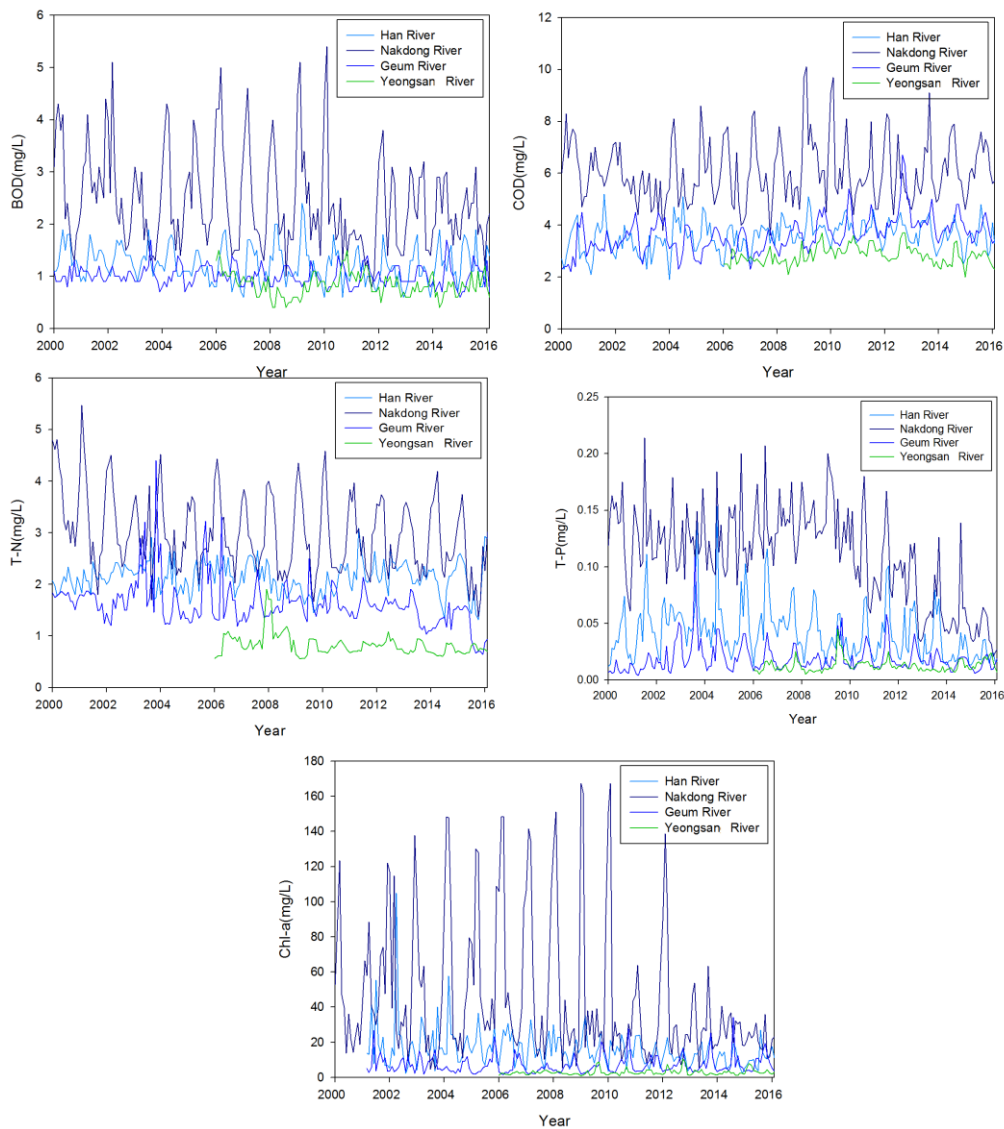 6
5
4
3
2
1
0
BOD(mg/L)
Han River
Nakdong River
Geum River
Yeongsan River
2000 2002 2004 2006 2008 2010 2012 2014 2016
Year
12
10
8
6
4
2
0
COD(mg/L)
Han River
Nakdong River
Geum River
Yeongsan River
2000 2002 2004 2006 2008 2010 2012 2014 2016
Year
6
5
4
3
2
1
0
T-N(mg/L)
Han River
Nakdong River
Geum River
Yeongsan River
2000 2002 2004 2006 2008 2010 2012 2014 2016
Year
0.25
0.20
0.15
0.10
0.05
0.00
T-P(mg/L)
Han River
Nakdong River
Geum River
Yeongsan River
2000 2002 2004 2006 2008 2010 2012 2014 2016
Year
180
160
140
120
100
80
60
40
20
0
Chl-a(mg/L)
Han River
Nakdong River
Geum River
Yeongsan River
2000 2002 2004 2006 2008 2010 2012 2014 2016
Year